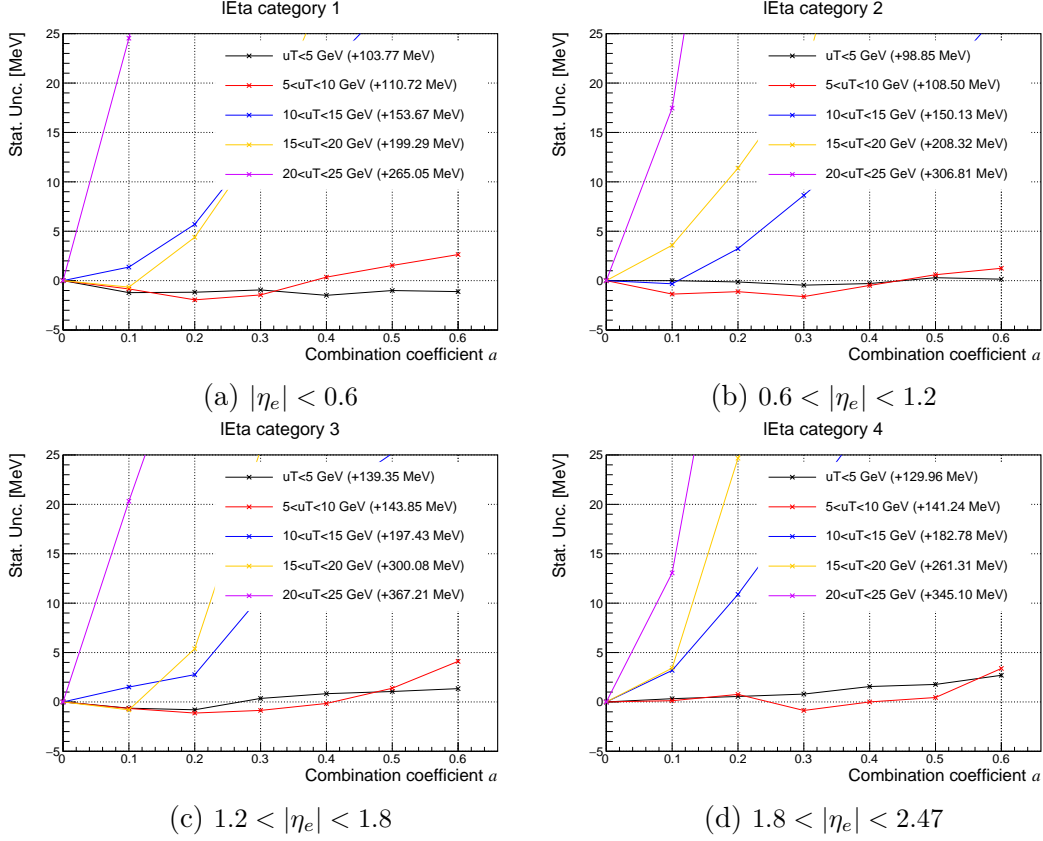 lEta category 1
Stat. Unc. [MeV]
25
20
15
10
5
0
−5
uT<5 GeV (+103.77 MeV)
5<uT<10 GeV (+110.72 MeV)
10<uT<15 GeV (+153.67 MeV)
15<uT<20 GeV (+199.29 MeV)
20<uT<25 GeV (+265.05 MeV)
0 0.1 0.2 0.3 0.4 0.5 0.6
Combination coefficient a
(a) |η_e| < 0.6
lEta category 2
Stat. Unc. [MeV]
25
20
15
10
5
0
−5
uT<5 GeV (+98.85 MeV)
5<uT<10 GeV (+108.50 MeV)
10<uT<15 GeV (+150.13 MeV)
15<uT<20 GeV (+208.32 MeV)
20<uT<25 GeV (+306.81 MeV)
0 0.1 0.2 0.3 0.4 0.5 0.6
Combination coefficient a
(b) 0.6 < |η_e| < 1.2
lEta category 3
Stat. Unc. [MeV]
25
20
15
10
5
0
−5
uT<5 GeV (+139.35 MeV)
5<uT<10 GeV (+143.85 MeV)
10<uT<15 GeV (+197.43 MeV)
15<uT<20 GeV (+300.08 MeV)
20<uT<25 GeV (+367.21 MeV)
0 0.1 0.2 0.3 0.4 0.5 0.6
Combination coefficient a
(c) 1.2 < |η_e| < 1.8
lEta category 4
Stat. Unc. [MeV]
25
20
15
10
5
0
−5
uT<5 GeV (+129.96 MeV)
5<uT<10 GeV (+141.24 MeV)
10<uT<15 GeV (+182.78 MeV)
15<uT<20 GeV (+261.31 MeV)
20<uT<25 GeV (+345.10 MeV)
0 0.1 0.2 0.3 0.4 0.5 0.6
Combination coefficient a
(d) 1.8 < |η_e| < 2.47